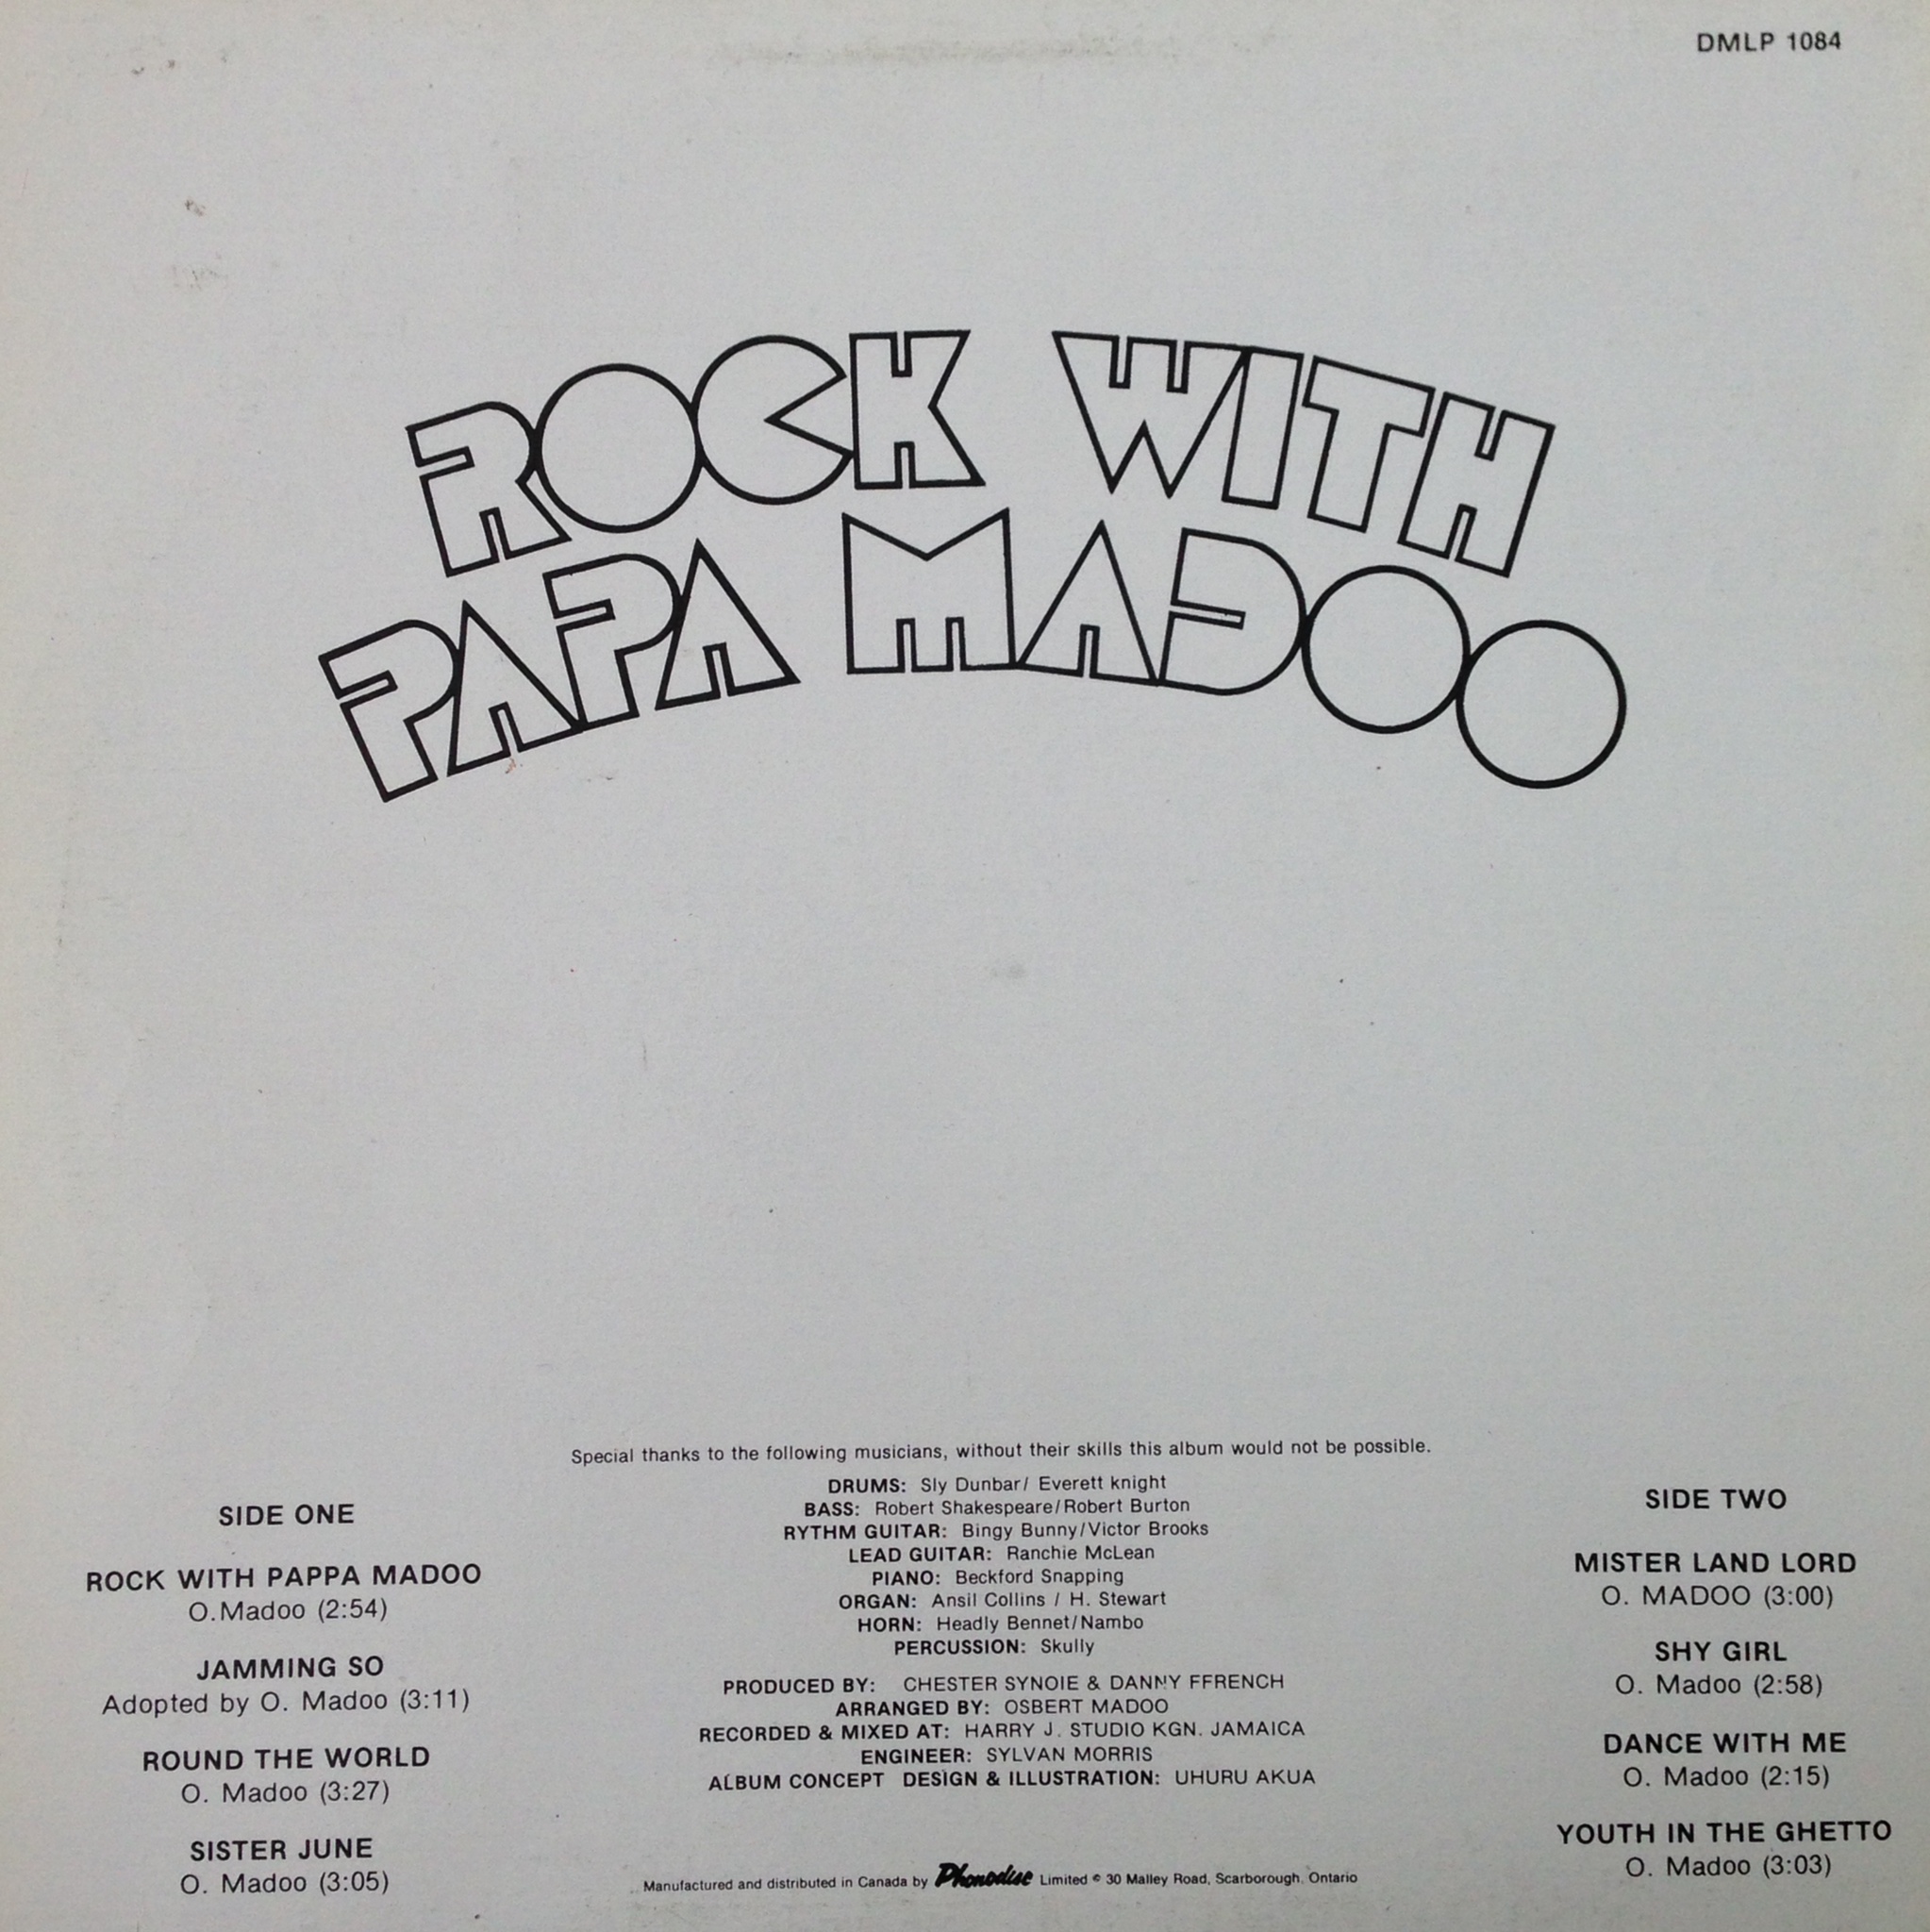 DMLP 1084
ROCK WITH
PAPA MADOO
SIDE ONE
ROCK WITH PAPPA MADOO
O.Madoo (2:54)
JAMMING SO
Adopted by O. Madoo (3:11)
ROUND THE WORLD
O. Madoo (3:27)
SISTER JUNE
O. Madoo (3:05)
Special thanks to the following musicians, without their skills this album would not be possible.
DRUMS: Sly Dunbar/ Everett knight
BASS: Robert Shakespeare/Robert Burton
RYTHM GUITAR: Bingy Bunny/Victor Brooks
LEAD GUITAR: Ranchie McLean
PIANO: Beckford Snapping
ORGAN: Ansil Collins / H. Stewart
HORN: Headly Bennet/Nambo
PERCUSSION: Skully
PRODUCED BY: CHESTER SYNOIE & DANNY FFRENCH
ARRANGED BY: OSBERT MADOO
RECORDED & MIXED AT: HARRY J. STUDIO KGN. JAMAICA
ENGINEER: SYLVAN MORRIS
ALBUM CONCEPT DESIGN & ILLUSTRATION: UHURU AKUA
Manufactured and distributed in Canada by Phonodisc Limited © 30 Malley Road, Scarborough, Ontario
SIDE TWO
MISTER LAND LORD
O. MADOO (3:00)
SHY GIRL
O. Madoo (2:58)
DANCE WITH ME
O. Madoo (2:15)
YOUTH IN THE GHETTO
O. Madoo (3:03)